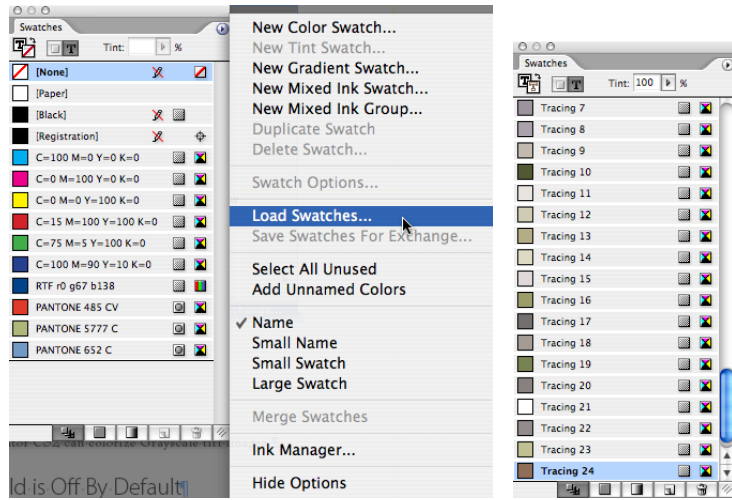 Swatches
Tint: %
[None]
[Paper]
[Black]
[Registration]
C=100 M=0 Y=0 K=0
C=0 M=100 Y=0 K=0
C=0 M=0 Y=100 K=0
C=15 M=100 Y=100 K=0
C=75 M=5 Y=100 K=0
C=100 M=90 Y=10 K=0
RTF r0 g67 b138
PANTONE 485 CV
PANTONE 5777 C
PANTONE 652 C
ld is Off By Default
New Color Swatch...
New Tint Swatch...
New Gradient Swatch...
New Mixed Ink Swatch...
New Mixed Ink Group...
Duplicate Swatch
Delete Swatch...
Swatch Options...
Load Swatches...
Save Swatches For Exchange...
Select All Unused
Add Unnamed Colors
✓ Name
Small Name
Small Swatch
Large Swatch
Merge Swatches
Ink Manager...
Hide Options
Swatches
Tint: 100 %
Tracing 7
Tracing 8
Tracing 9
Tracing 10
Tracing 11
Tracing 12
Tracing 13
Tracing 14
Tracing 15
Tracing 16
Tracing 17
Tracing 18
Tracing 19
Tracing 20
Tracing 21
Tracing 22
Tracing 23
Tracing 24